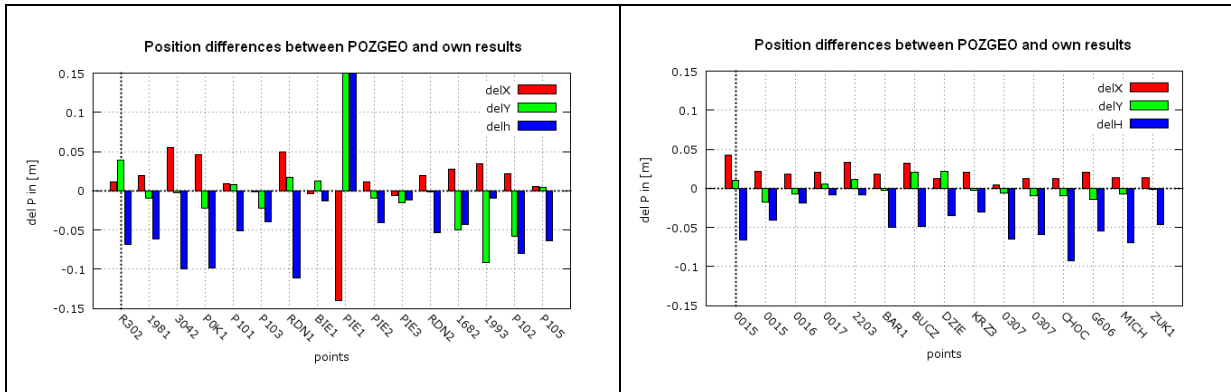 Position differences between POZGEO and own results
0.15
0.1
0.05
0
-0.05
-0.1
-0.15
del P in [m]
delX
delY
delh
R302
1981
3042
P0K1
P101
P103
RDN1
BIE1
PIE1
PIE2
PIE3
RDN2
1682
1993
P102
P105
points
Position differences between POZGEO and own results
0.15
0.1
0.05
0
-0.05
-0.1
-0.15
del P in [m]
delX
delY
delH
0015
0015
0016
0017
2203
BAR1
BUCZ
DZIE
KRZ3
0307
0307
CHOC
G606
MICH
ZUK1
points